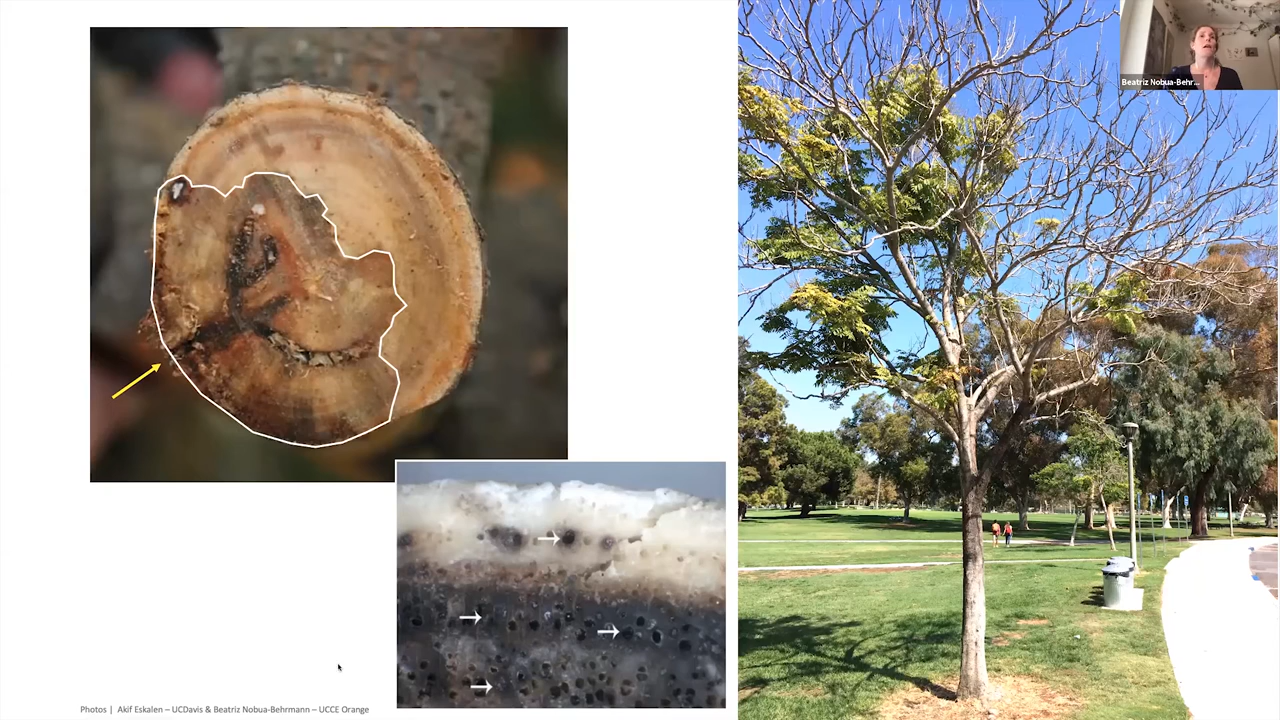 Beatriz Nobua-Behr...
Photos | Akif Eskalen – UCDavis & Beatriz Nobua-Behrmann – UCCE Orange